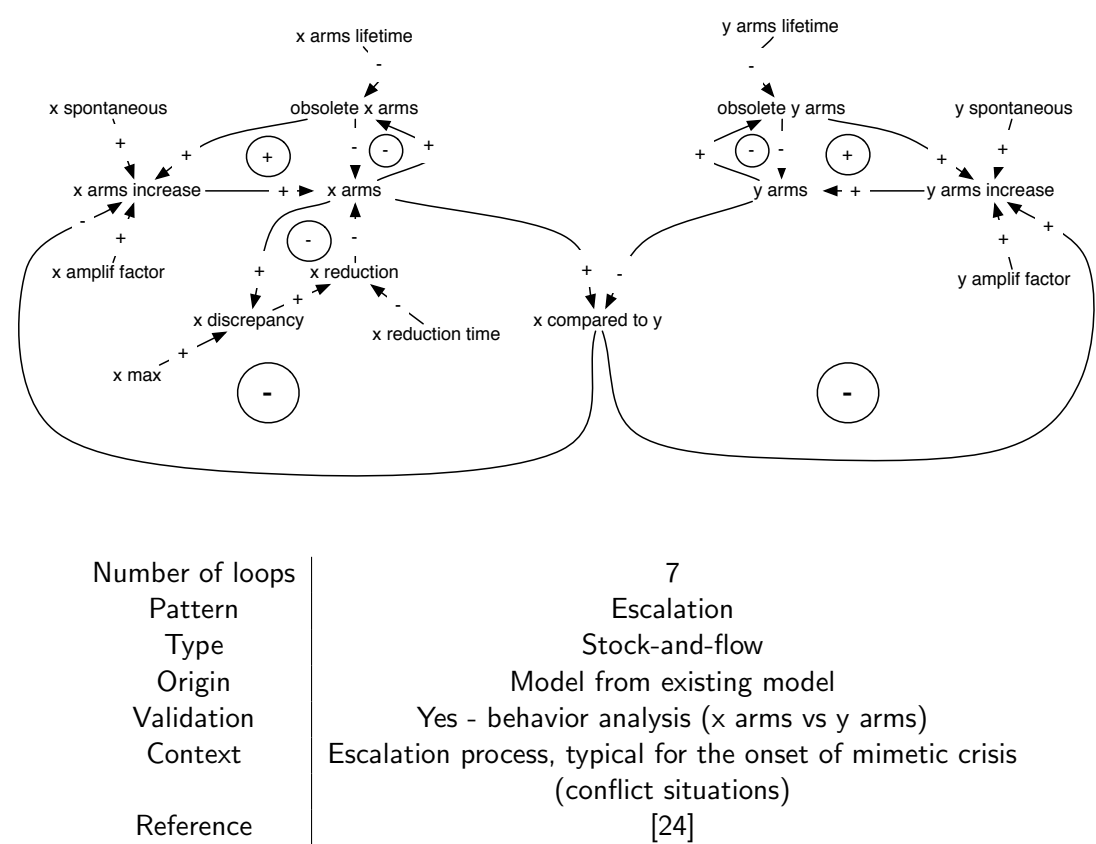 y arms lifetime
x arms lifetime
-
-
x spontaneous
obsolete x arms
obsolete y arms
y spontaneous
+
+
+
-
-
+
+
-
-
+
+
+
x arms increase
+
x arms
y arms
+
y arms increase
-
+
-
-
+
+
x amplif factor
+
x reduction
+
-
y amplif factor
+
-
x discrepancy
x reduction time
x compared to y
+
x max
-
-
Number of loops 7
Pattern Escalation
Type Stock-and-flow
Origin Model from existing model
Validation Yes - behavior analysis (x arms vs y arms)
Context Escalation process, typical for the onset of mimetic crisis
(conflict situations)
Reference [24]